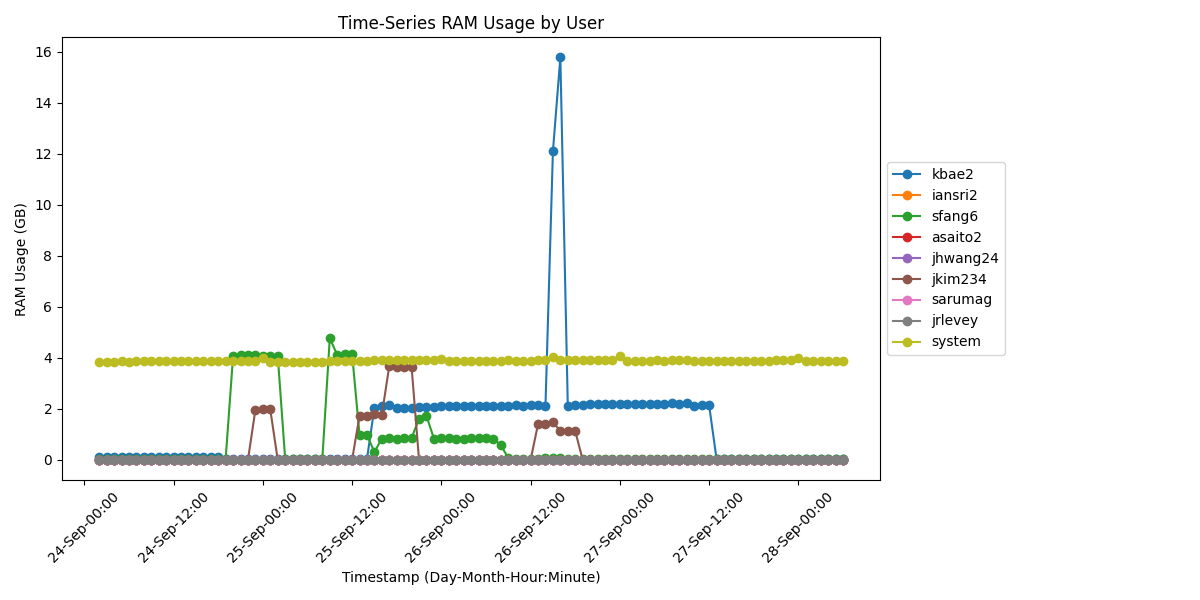 Time-Series RAM Usage by User
RAM Usage (GB)
16
14
12
10
8
6
4
2
0
24-Sep-00:00
24-Sep-12:00
25-Sep-00:00
25-Sep-12:00
26-Sep-00:00
26-Sep-12:00
27-Sep-00:00
27-Sep-12:00
28-Sep-00:00
Timestamp (Day-Month-Hour:Minute)
kbae2
iansri2
sfang6
asaito2
jhwang24
jkim234
sarumag
jrlevey
system